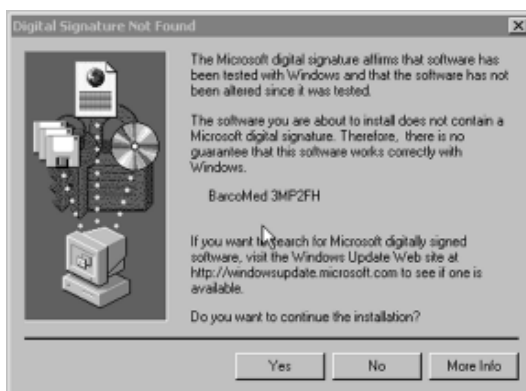 Digital Signature Not Found
The Microsoft digital signature affirms that software has
been tested with Windows and that the software has not
been altered since it was tested.
The software you are about to install does not contain a
Microsoft digital signature. Therefore, there is no
guarantee that this software works correctly with
Windows.
BarcoMed 3MP2FH
If you want to search for Microsoft digitally signed
software, visit the Windows Update Web site at
http://windowsupdate.microsoft.com to see if one is
available.
Do you want to continue the installation?
Yes No More Info